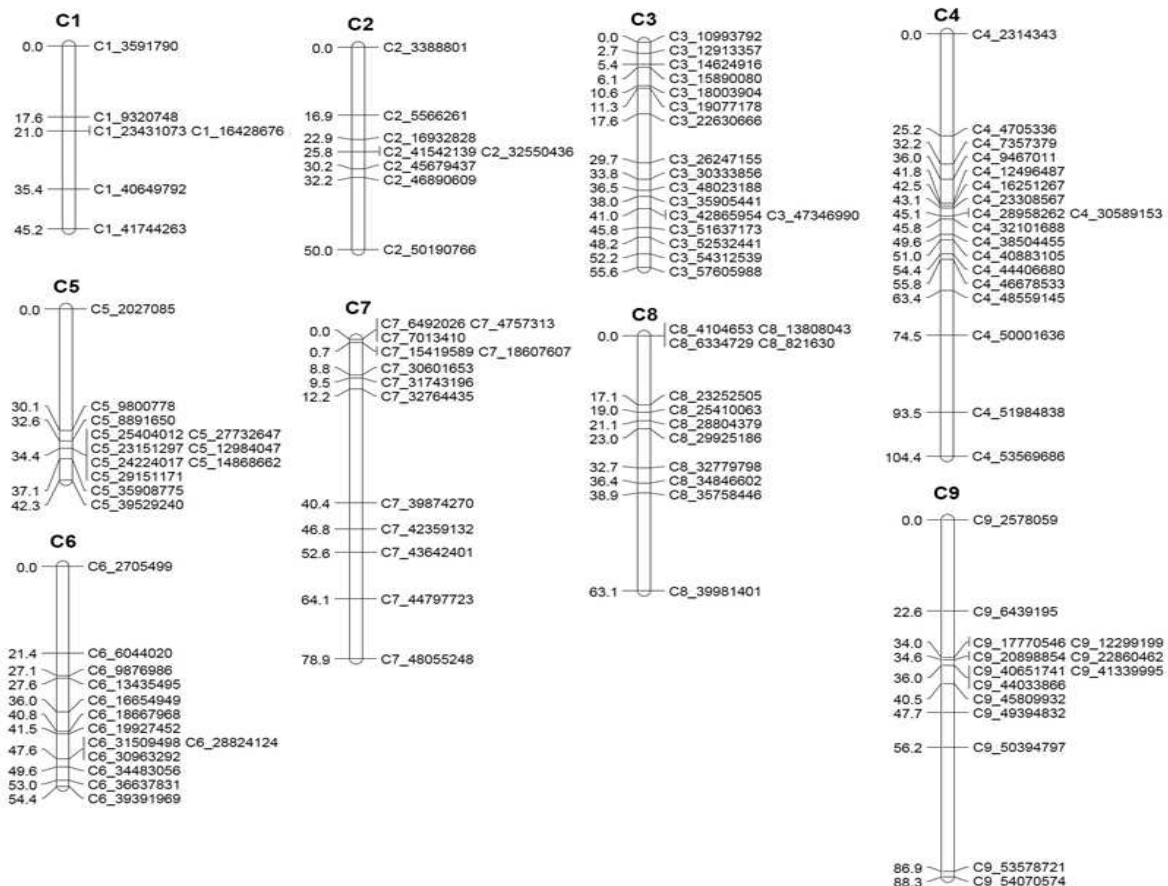 C1
0.0 C1_3591790
17.6 C1_9320748
21.0 C1_23431073 C1_16428676
35.4 C1_40649792
45.2 C1_41744263
C2
0.0 C2_3388801
16.9 C2_5566261
22.9 C2_16932828
25.8 C2_41542139 C2_32550436
30.2 C2_45679437
32.2 C2_46890609
50.0 C2_50190766
C3
0.0 C3_10993792
2.7 C3_12913357
5.4 C3_14624916
6.1 C3_15890080
10.6 C3_18003904
11.3 C3_19077178
17.6 C3_22630666
29.7 C3_26247155
33.8 C3_30333856
36.5 C3_48023188
38.0 C3_35905441
41.0 C3_42865954 C3_47346990
45.8 C3_51637173
48.2 C3_52532441
52.2 C3_54312539
55.6 C3_57605988
C4
0.0 C4_2314343
25.2 C4_4705336
32.2 C4_7357379
36.0 C4_9467011
41.8 C4_12496487
42.5 C4_16251267
43.1 C4_23308567
45.1 C4_28958262 C4_30589153
45.8 C4_32101688
49.6 C4_38504455
51.0 C4_40883105
54.4 C4_44406680
55.8 C4_46678533
63.4 C4_48559145
74.5 C4_50001636
93.5 C4_51984838
104.4 C4_53569686
C5
0.0 C5_2027085
30.1 C5_9800778
32.6 C5_8891650
C5_25404012 C5_27732647
34.4 C5_23151297 C5_12984047
C5_24224017 C5_14868662
C5_29151171
37.1 C5_35908775
42.3 C5_39529240
C7
0.0 C7_6492026 C7_4757313
C7_7013410
0.7 C7_15419589 C7_18607607
8.8 C7_30601653
9.5 C7_31743196
12.2 C7_32764435
40.4 C7_39874270
46.8 C7_42359132
52.6 C7_43642401
64.1 C7_44797723
78.9 C7_48055248
C8
0.0 C8_4104653 C8_13808043
C8_6334729 C8_821630
17.1 C8_23252505
19.0 C8_25410063
21.1 C8_28804379
23.0 C8_29925186
32.7 C8_32779798
36.4 C8_34846602
38.9 C8_35758446
63.1 C8_39981401
C6
0.0 C6_2705499
21.4 C6_6044020
27.1 C6_9876986
27.6 C6_13435495
36.0 C6_16654949
40.8 C6_18667968
41.5 C6_19927452
47.6 C6_31509498 C6_28824124
C6_30963292
49.6 C6_34483056
53.0 C6_36637831
54.4 C6_39391969
C9
0.0 C9_2578059
22.6 C9_6439195
34.0 C9_17770546 C9_12299199
34.6 C9_20898854 C9_22860462
36.0 C9_40651741 C9_41339995
C9_44033866
40.5 C9_45809932
47.7 C9_49394832
56.2 C9_50394797
86.9 C9_53578721
88.3 C9_54070574